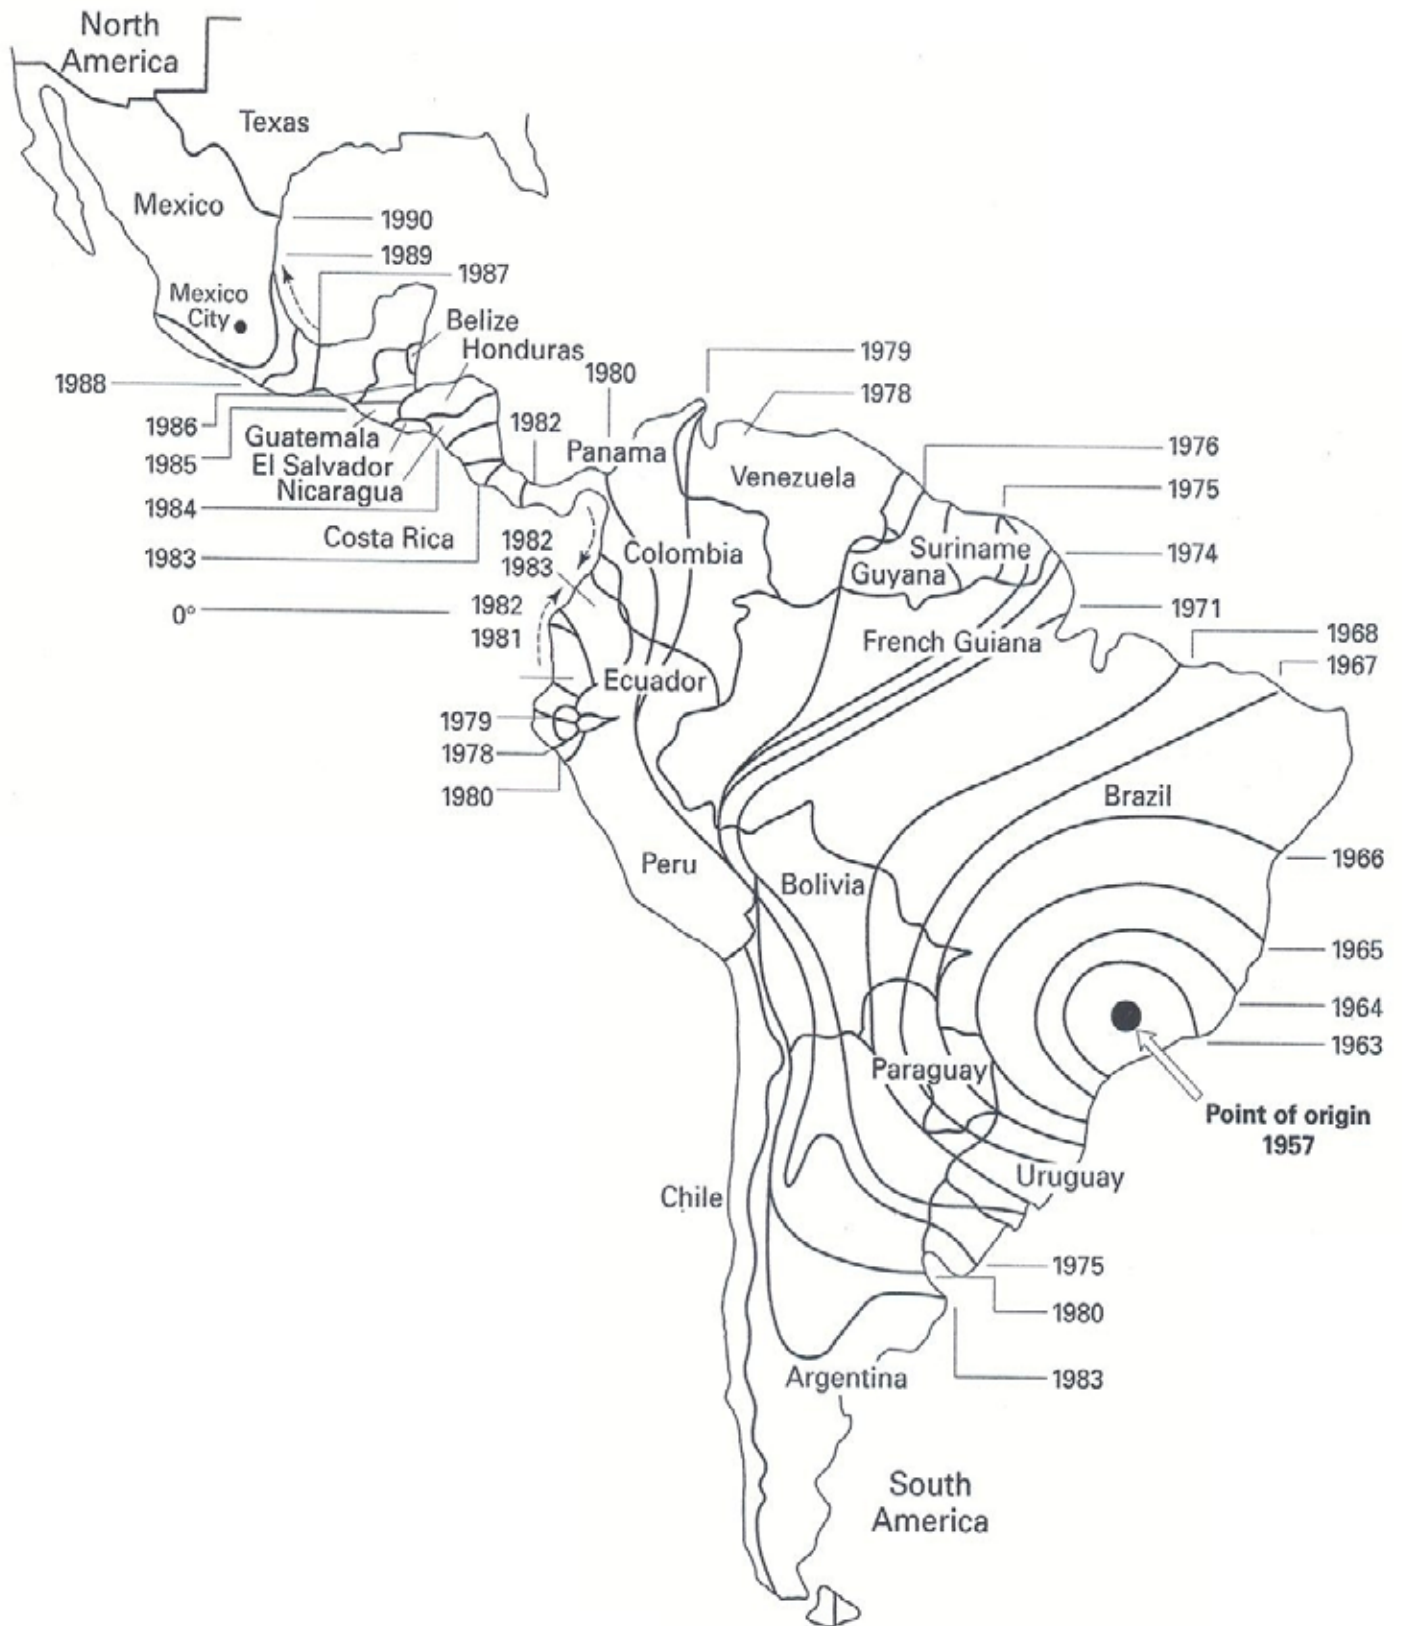 North
America
Texas
Mexico
1990
1989
1987
Mexico
City
Belize
Honduras
1979
1980
1988
1978
1986
1982
Guatemala
Panama
1976
1985
El Salvador
Venezuela
Nicaragua
1975
1984
Costa Rica
1982
Colombia
Suriname
1974
1983
1983
Guyana
0°
1982
1971
1981
French Guiana
1968
1967
Ecuador
1979
1978
1980
Brazil
Peru
Bolivia
1966
1965
1964
1963
Paraguay
Point of origin
1957
Uruguay
Chile
1975
1980
Argentina
1983
South
America